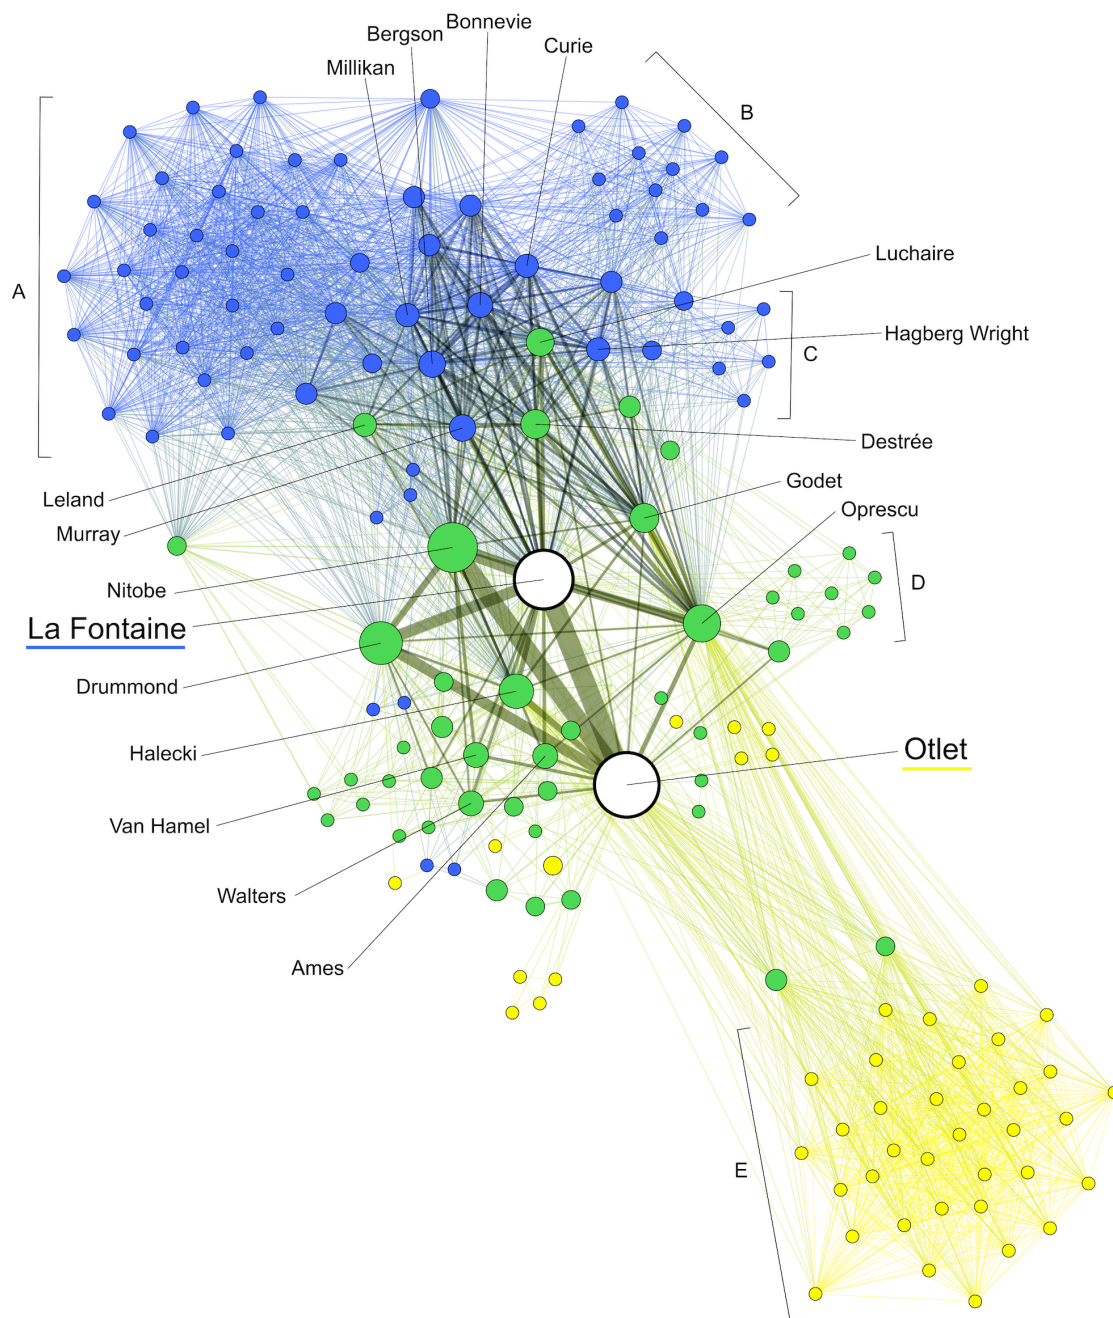 Bonnevie
Bergson
Curie
Millikan
B
Luchaire
A
Hagberg Wright
C
Destrée
Godet
Leland
Oprescu
Murray
D
Nitobe
La Fontaine
Drummond
Otlet
Halecki
Van Hamel
Walters
Ames
E